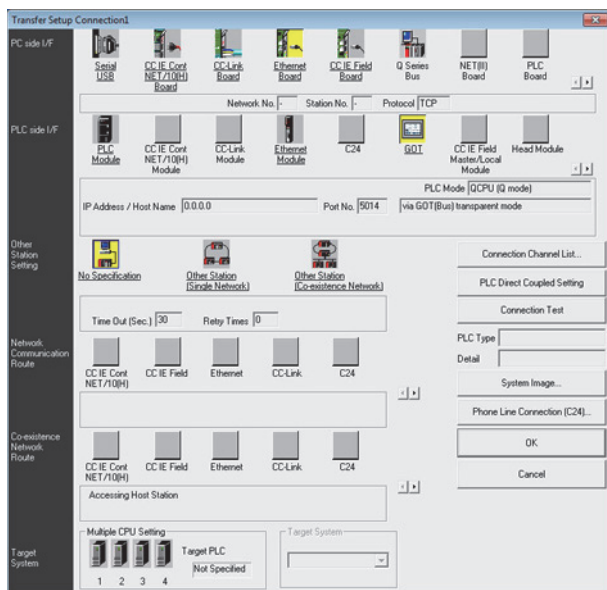 Transfer Setup Connection1
PC side I/F
Serial USB
CC IE Cont NET/10(H) Board
CC-Link Board
Ethernet Board
CC IE Field Board
Q Series Bus
NET(II) Board
PLC Board
Network No. - Station No. - Protocol TCP
PLC side I/F
PLC Module
CC IE Cont NET/10(H) Module
CC-Link Module
Ethernet Module
C24
GOT
CC IE Field Master/Local Module
Head Module
PLC Mode QCPU (Q mode)
IP Address / Host Name 0.0.0.0 Port No. 5014 via GOT(Bus) transparent mode
Other Station Setting
No Specification
Other Station (Single Network)
Other Station (Co-existence Network)
Time Out (Sec.) 30 Retry Times 0
Connection Channel List...
PLC Direct Coupled Setting
Connection Test
PLC Type
Detail
System Image...
Phone Line Connection (C24)...
OK
Cancel
Network Communication Route
CC IE Cont NET/10(H)
CC IE Field
Ethernet
CC-Link
C24
Co-existence Network Route
CC IE Cont NET/10(H)
CC IE Field
Ethernet
CC-Link
C24
Accessing Host Station
Target System
Multiple CPU Setting
1 2 3 4
Target PLC
Not Specified
Target System